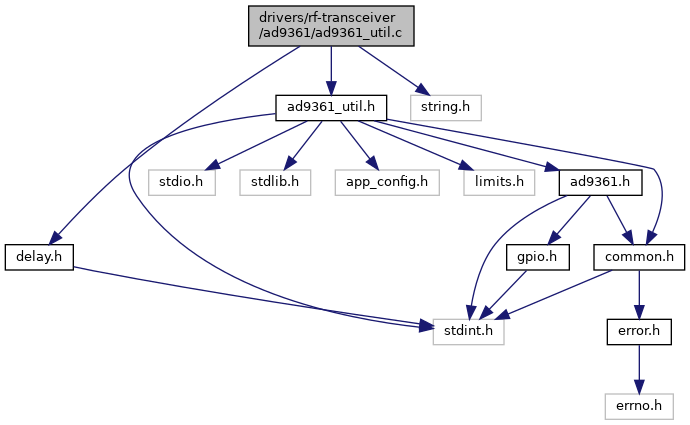 drivers/rf-transceiver
/ad9361/ad9361_util.c
ad9361_util.h
string.h
stdio.h
stdlib.h
app_config.h
limits.h
ad9361.h
delay.h
gpio.h
common.h
stdint.h
error.h
errno.h